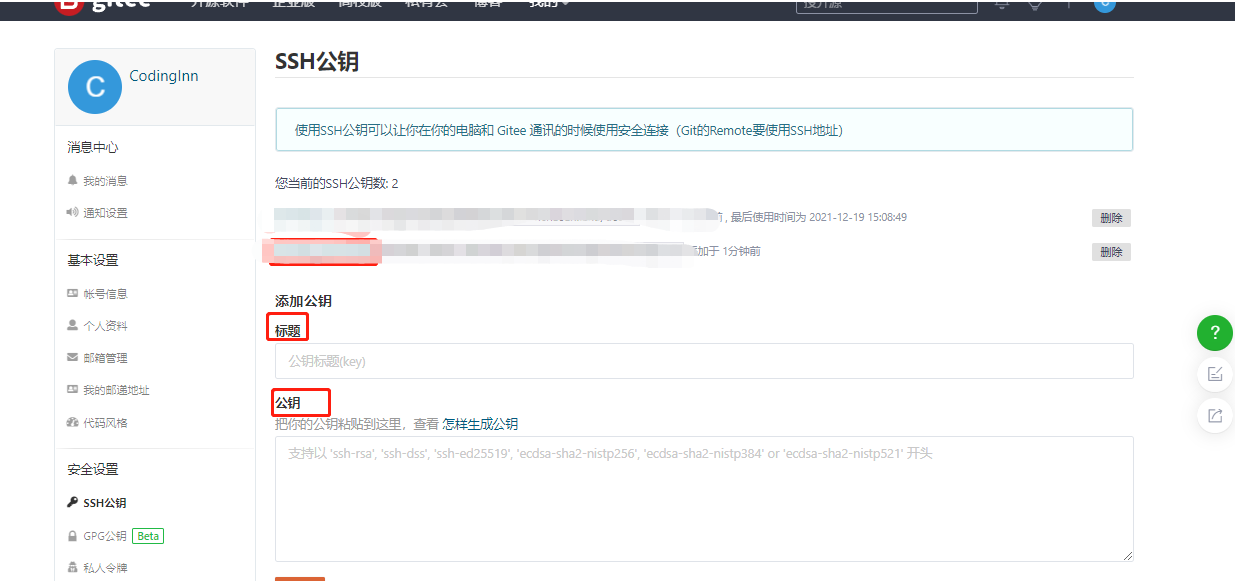 gitee 开源软件 企业版 高校版 私有云 博客 我的 搜开源
C CodingInn
消息中心
我的消息
通知设置
基本设置
帐号信息
个人资料
邮箱管理
我的邮递地址
代码风格
安全设置
SSH公钥
GPG公钥 Beta
私人令牌
SSH公钥
使用SSH公钥可以让你在你的电脑和 Gitee 通讯的时候使用安全连接（Git的Remote要使用SSH地址）
您当前的SSH公钥数: 2
前 , 最后使用时间为 2021-12-19 15:08:49 删除
添加于 1分钟前 删除
添加公钥
标题
公钥标题(key)
公钥
把你的公钥粘贴到这里，查看 怎样生成公钥
支持以 'ssh-rsa', 'ssh-dss', 'ssh-ed25519', 'ecdsa-sha2-nistp256', 'ecdsa-sha2-nistp384' or 'ecdsa-sha2-nistp521' 开头
?